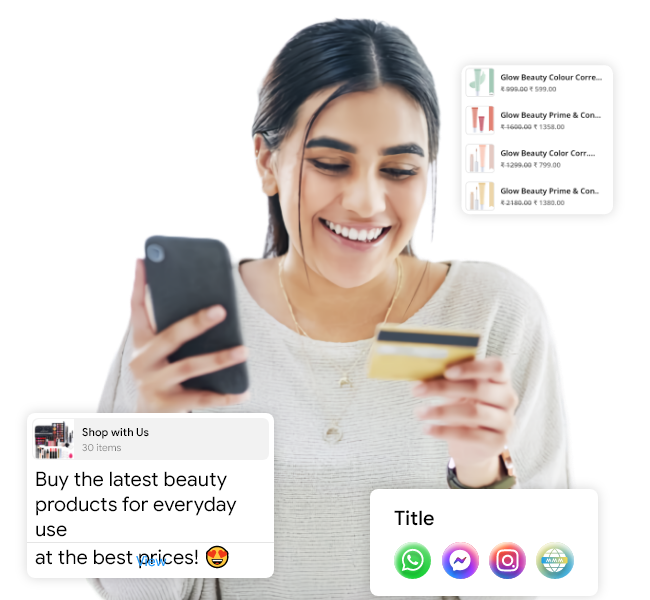 Glow Beauty Colour Corre...
₹ 999.00 ₹ 599.00
Glow Beauty Prime & Con...
₹ 1600.00 ₹ 1358.00
Glow Beauty Color Corr....
₹ 1299.00 ₹ 799.00
Glow Beauty Prime & Con..
₹ 2180.00 ₹ 1380.00
Shop with Us
30 items
Buy the latest beauty
products for everyday
use
at the best prices! 😍
View
Title
www